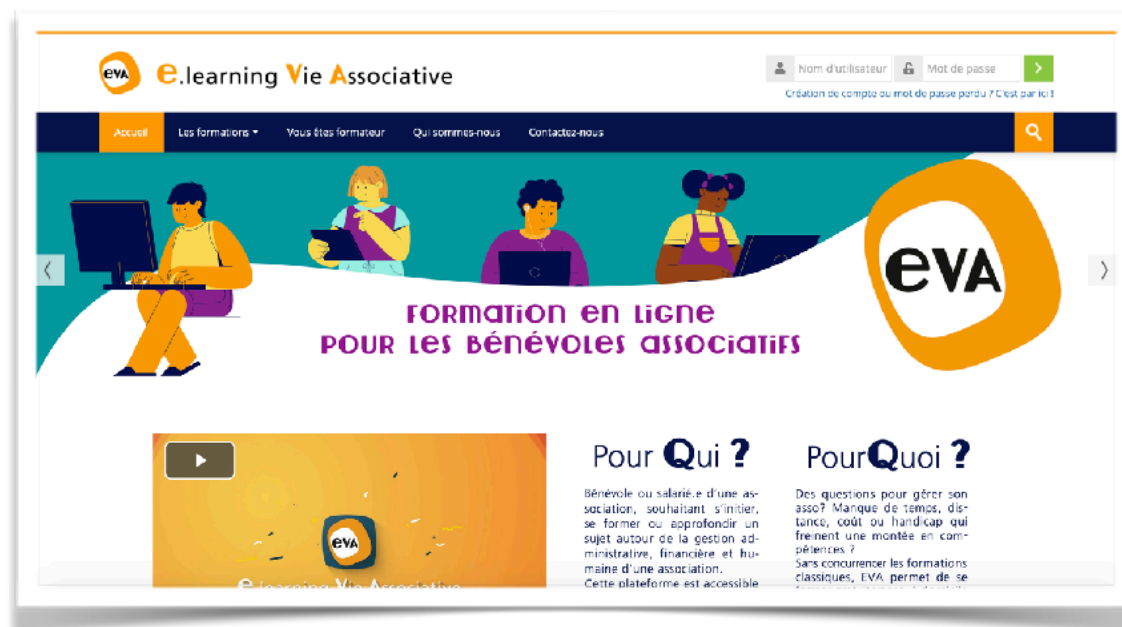 eVA e.learning Vie Associative
Nom d'utilisateur Mot de passe
Création de compte ou mot de passe perdu ? C'est par ici !
Accueil Les formations Vous êtes formateur Qui sommes-nous Contactez-nous
eVA
FORMATION EN LIGNE
POUR LES BÉNÉVOLES ASSOCIATIFS
eVA
e.learning Vie Associative
Pour Qui ?
Bénévole ou salarié.e d'une as-
sociation, souhaitant s'initier,
se former ou approfondir un
sujet autour de la gestion ad-
ministrative, financière et hu-
maine d'une association.
Cette plateforme est accessible
PourQuoi ?
Des questions pour gérer son
asso? Manque de temps, dis-
tance, coût ou handicap qui
freinent une montée en com-
pétences ?
Sans concurrencer les formations
classiques, EVA permet de se